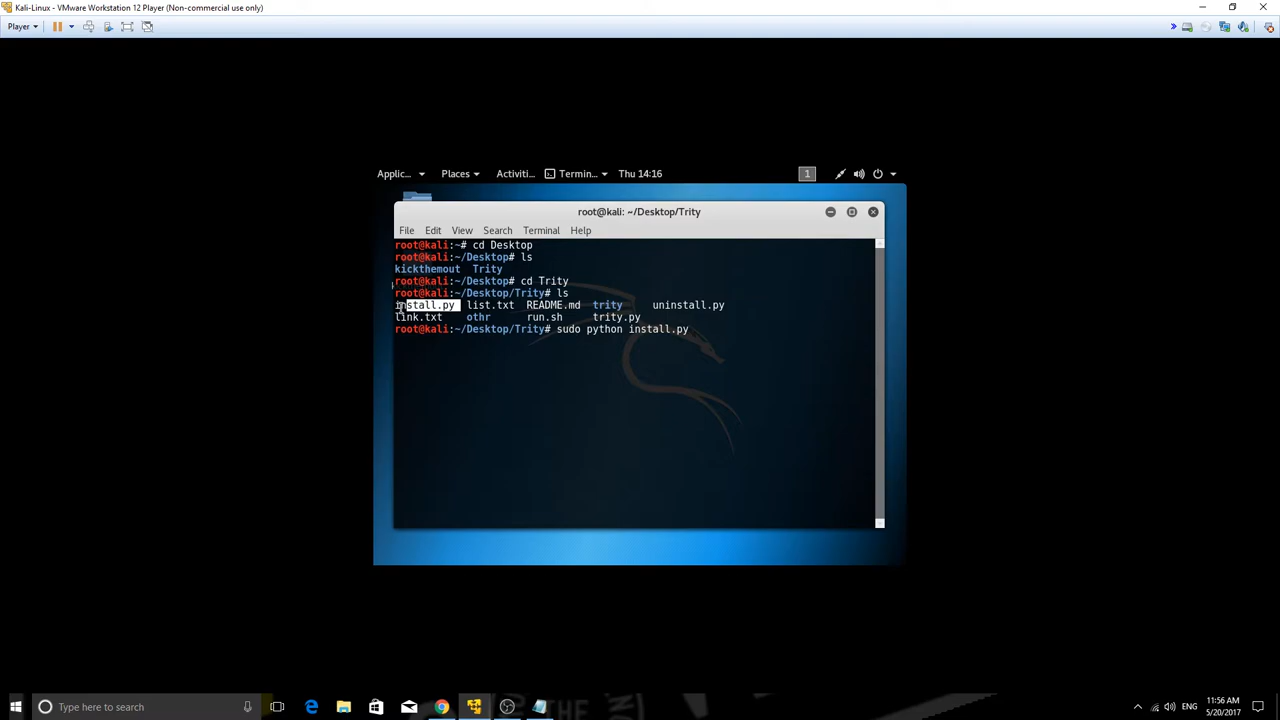 Kali-Linux - VMware Workstation 12 Player (Non-commercial use only)
Player
Applic... Places Activiti... Termin... Thu 14:16 1
root@kali: ~/Desktop/Trity
File Edit View Search Terminal Help
root@kali:~# cd Desktop
root@kali:~/Desktop# ls
kickthemout Trity
root@kali:~/Desktop# cd Trity
root@kali:~/Desktop/Trity# ls
install.py list.txt README.md trity uninstall.py
link.txt othr run.sh trity.py
root@kali:~/Desktop/Trity# sudo python install.py
Type here to search
ENG
11:56 AM
5/20/2017